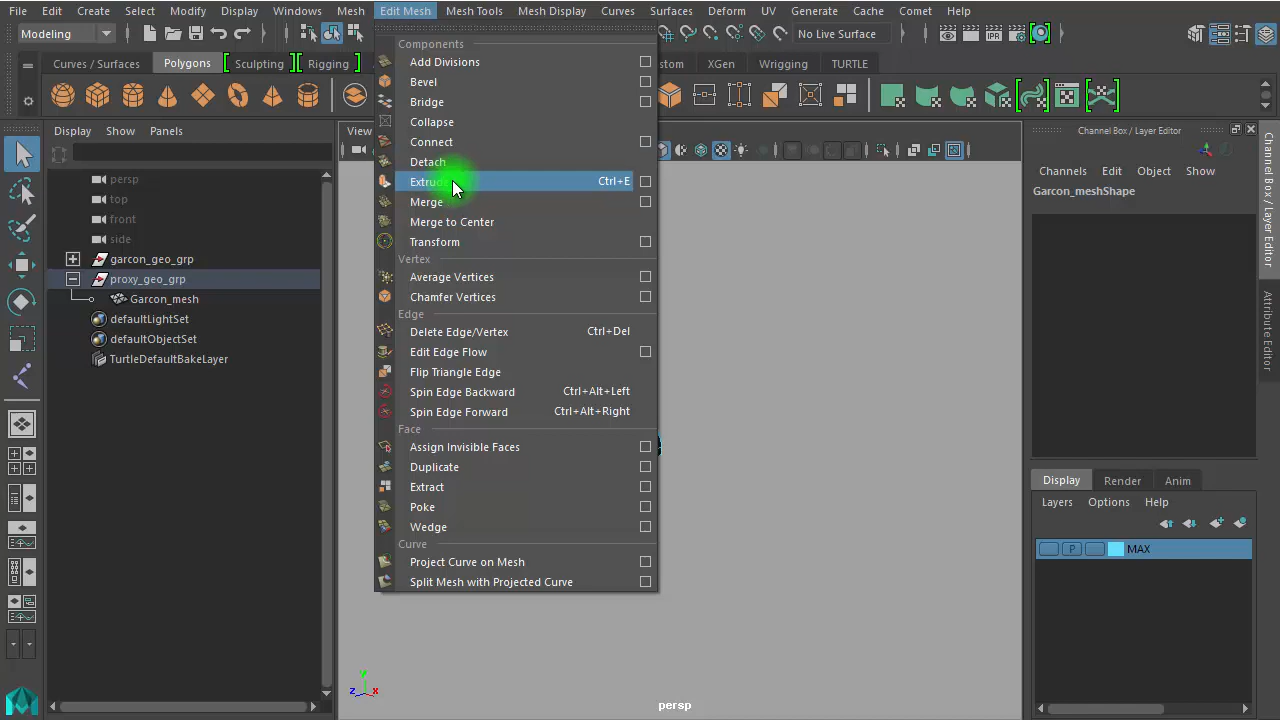 File Edit Create Select Modify Display Windows Mesh Edit Mesh Mesh Tools Mesh Display Curves Surfaces Deform UV Generate Cache Comet Help
Modeling
No Live Surface
Curves / Surfaces Polygons Sculpting Rigging XGen Wrinkling TURTLE
Display Show Panels
View
persp
top
front
side
garcon_geo_grp
proxy_geo_grp
Garcon_mesh
defaultLightSet
defaultObjectSet
TurtleDefaultBakeLayer
Components
Add Divisions
Bevel
Bridge
Collapse
Connect
Detach
Extrude Ctrl+E
Merge
Merge to Center
Transform
Vertex
Average Vertices
Chamfer Vertices
Edge
Delete Edge/Vertex Ctrl+Del
Edit Edge Flow
Flip Triangle Edge
Spin Edge Backward Ctrl+Alt+Left
Spin Edge Forward Ctrl+Alt+Right
Face
Assign Invisible Faces
Duplicate
Extract
Poke
Wedge
Curve
Project Curve on Mesh
Split Mesh with Projected Curve
y
z x
persp
Channel Box / Layer Editor
Channels Edit Object Show
Garcon_meshShape
Display Render Anim
Layers Options Help
P MAX
Channel Box / Layer Editor
Attribute Editor